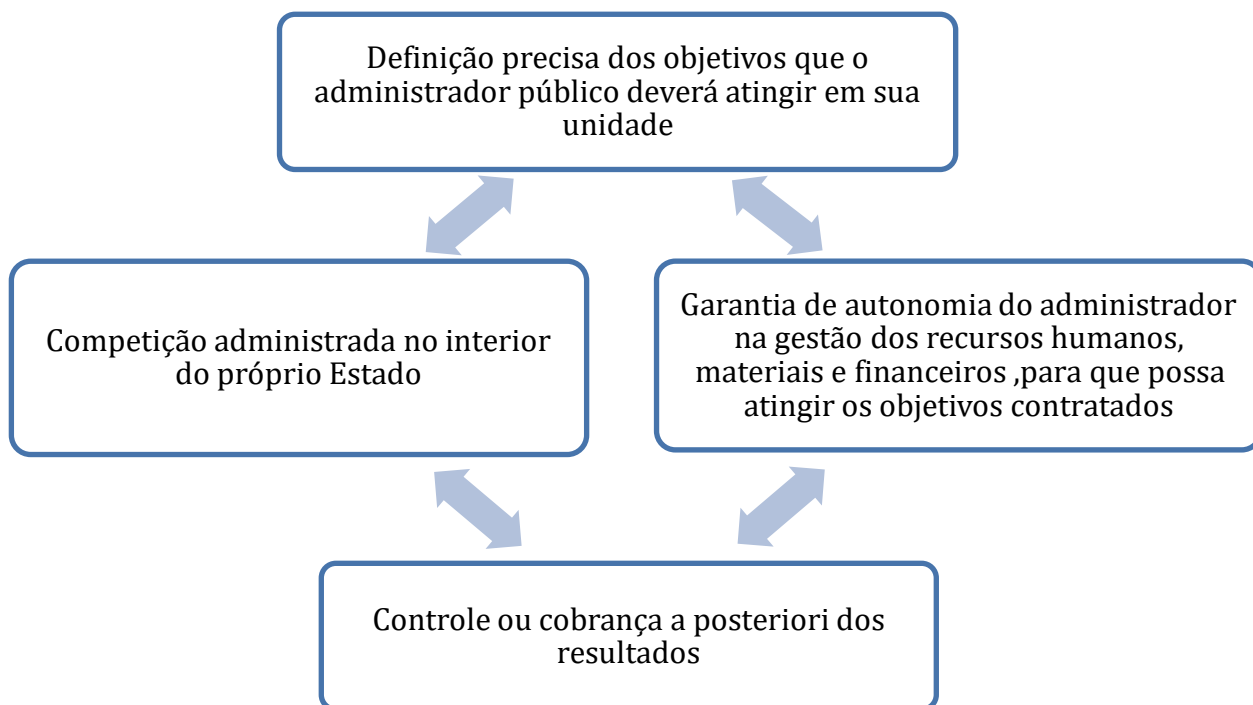 Definição precisa dos objetivos que o
administrador público deverá atingir em sua
unidade
Competição administrada no interior
do próprio Estado
Garantia de autonomia do administrador
na gestão dos recursos humanos,
materiais e financeiros ,para que possa
atingir os objetivos contratados
Controle ou cobrança a posteriori dos
resultados